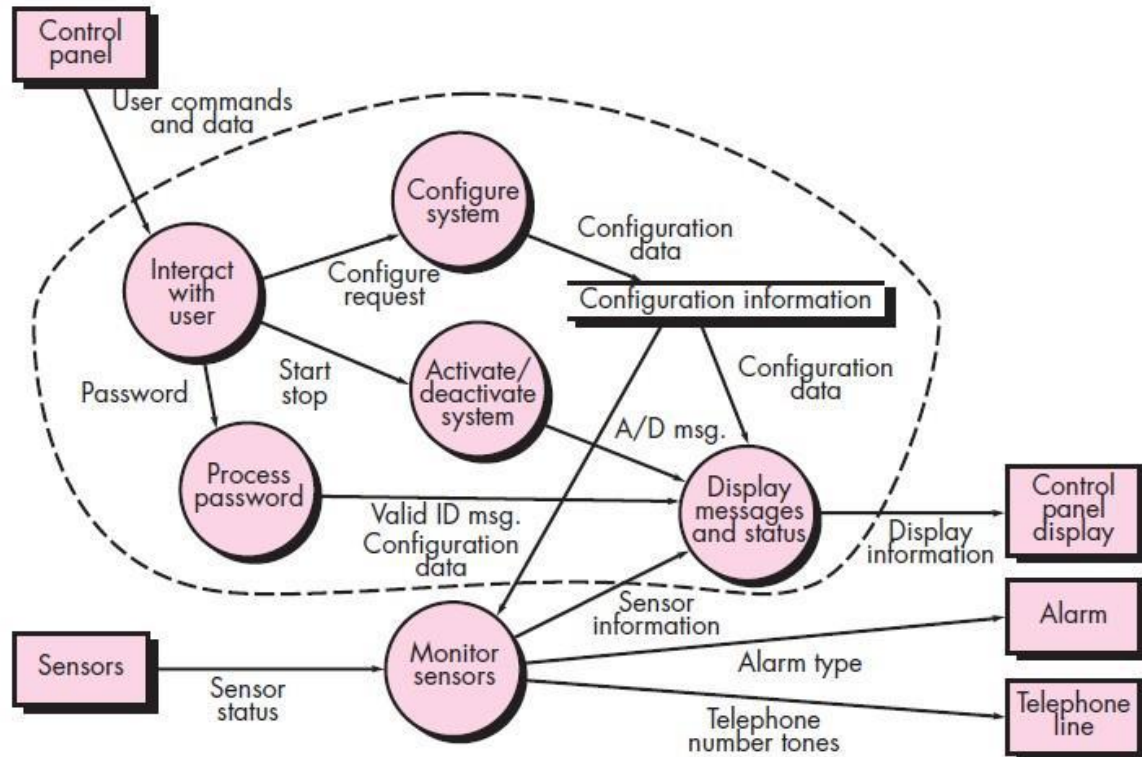 Control
panel
User commands
and data
Configure
system
Configuration
data
Interact
with
user
Configure
request
Configuration information
Password
Start
stop
Activate/
deactivate
system
Configuration
data
A/D msg.
Process
password
Valid ID msg.
Configuration
data
Display
messages
and status
Display
information
Control
panel
display
Sensors
Sensor
status
Monitor
sensors
Sensor
information
Alarm type
Alarm
Telephone
number tones
Telephone
line